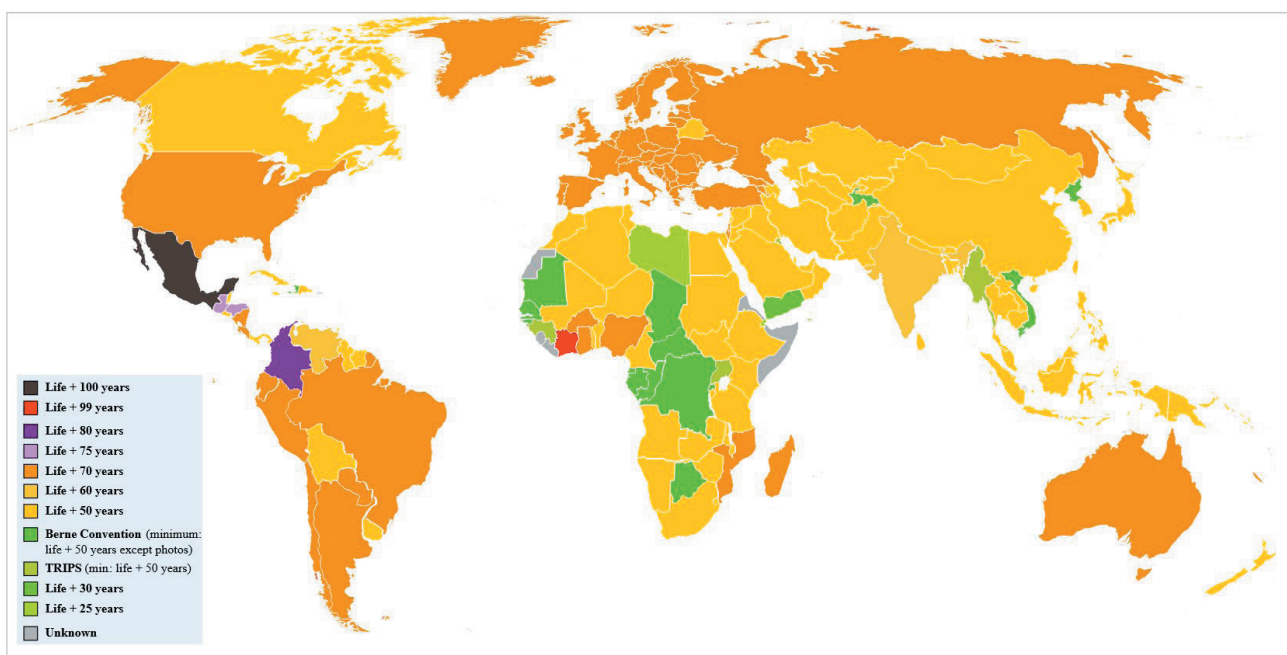 Life + 100 years
Life + 99 years
Life + 80 years
Life + 75 years
Life + 70 years
Life + 60 years
Life + 50 years
Berne Convention (minimum:
life + 50 years except photos)
TRIPS (min: life + 50 years)
Life + 30 years
Life + 25 years
Unknown